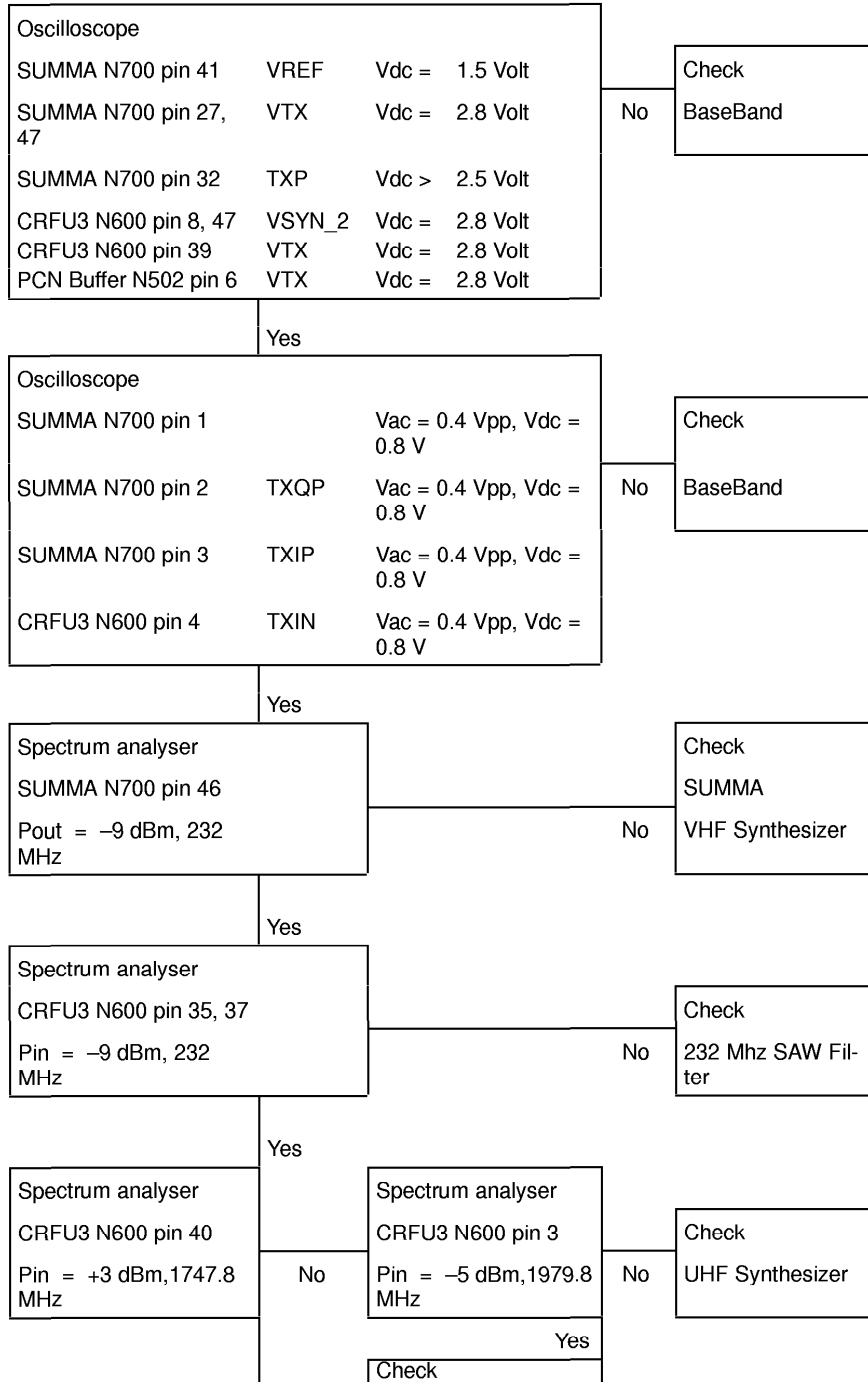 Oscilloscope
SUMMA N700 pin 41 VREF Vdc = 1.5 Volt
SUMMA N700 pin 27, 47 VTX Vdc = 2.8 Volt
SUMMA N700 pin 32 TXP Vdc > 2.5 Volt
CRFU3 N600 pin 8, 47 VSYN_2 Vdc = 2.8 Volt
CRFU3 N600 pin 39 VTX Vdc = 2.8 Volt
PCN Buffer N502 pin 6 VTX Vdc = 2.8 Volt
No
Check
BaseBand
Yes
Oscilloscope
SUMMA N700 pin 1 Vac = 0.4 Vpp, Vdc =
0.8 V
SUMMA N700 pin 2 TXQP Vac = 0.4 Vpp, Vdc =
0.8 V
SUMMA N700 pin 3 TXIP Vac = 0.4 Vpp, Vdc =
0.8 V
CRFU3 N600 pin 4 TXIN Vac = 0.4 Vpp, Vdc =
0.8 V
No
Check
BaseBand
Yes
Spectrum analyser
SUMMA N700 pin 46
Pout = –9 dBm, 232
MHz
No
Check
SUMMA
VHF Synthesizer
Yes
Spectrum analyser
CRFU3 N600 pin 35, 37
Pin = –9 dBm, 232
MHz
No
Check
232 Mhz SAW Fil-
ter
Yes
Spectrum analyser
CRFU3 N600 pin 40
Pin = +3 dBm,1747.8
MHz
No
Spectrum analyser
CRFU3 N600 pin 3
Pin = –5 dBm,1979.8
MHz
No
Check
UHF Synthesizer
Yes
Check